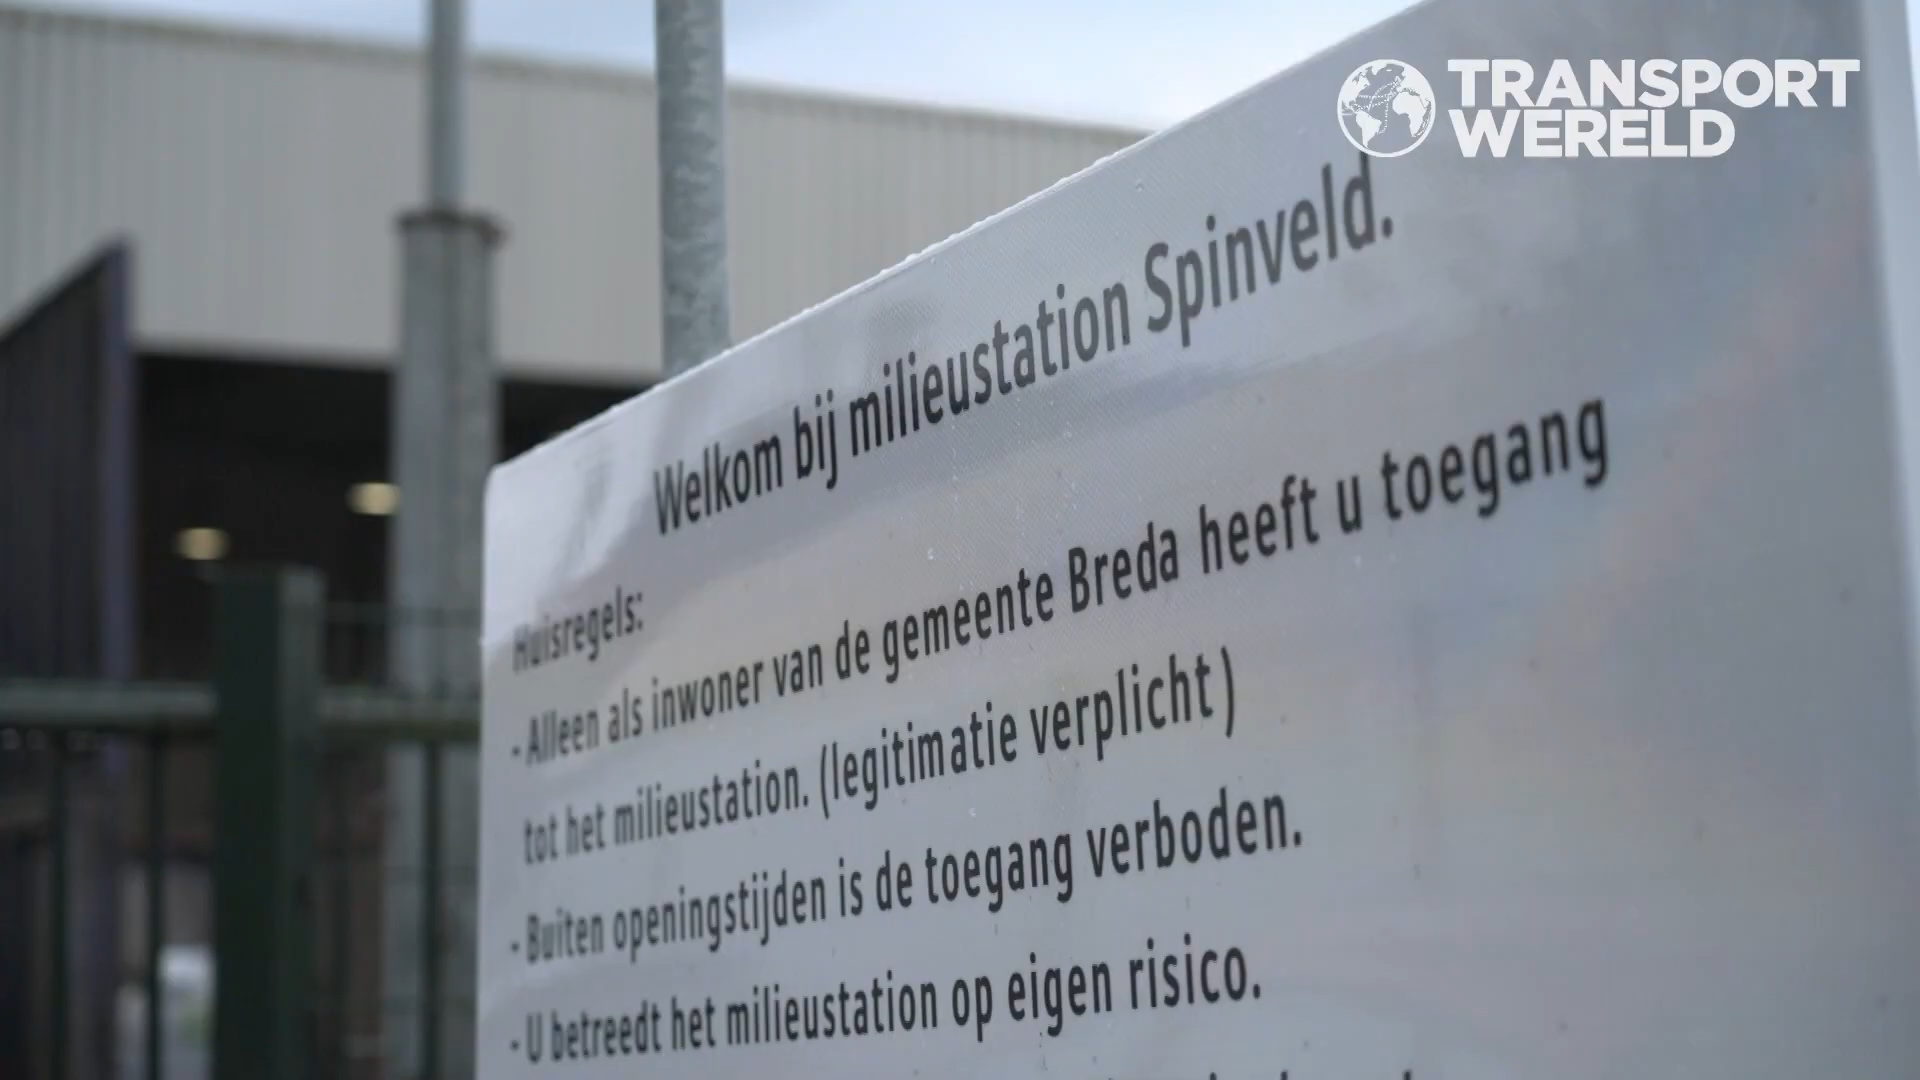 TRANSPORT
WERELD
Welkom bij milieustation Spinveld.
Huisregels:
- Alleen als inwoner van de gemeente Breda heeft u toegang
tot het milieustation. (legitimatie verplicht)
- Buiten openingstijden is de toegang verboden.
- U betreedt het milieustation op eigen risico.